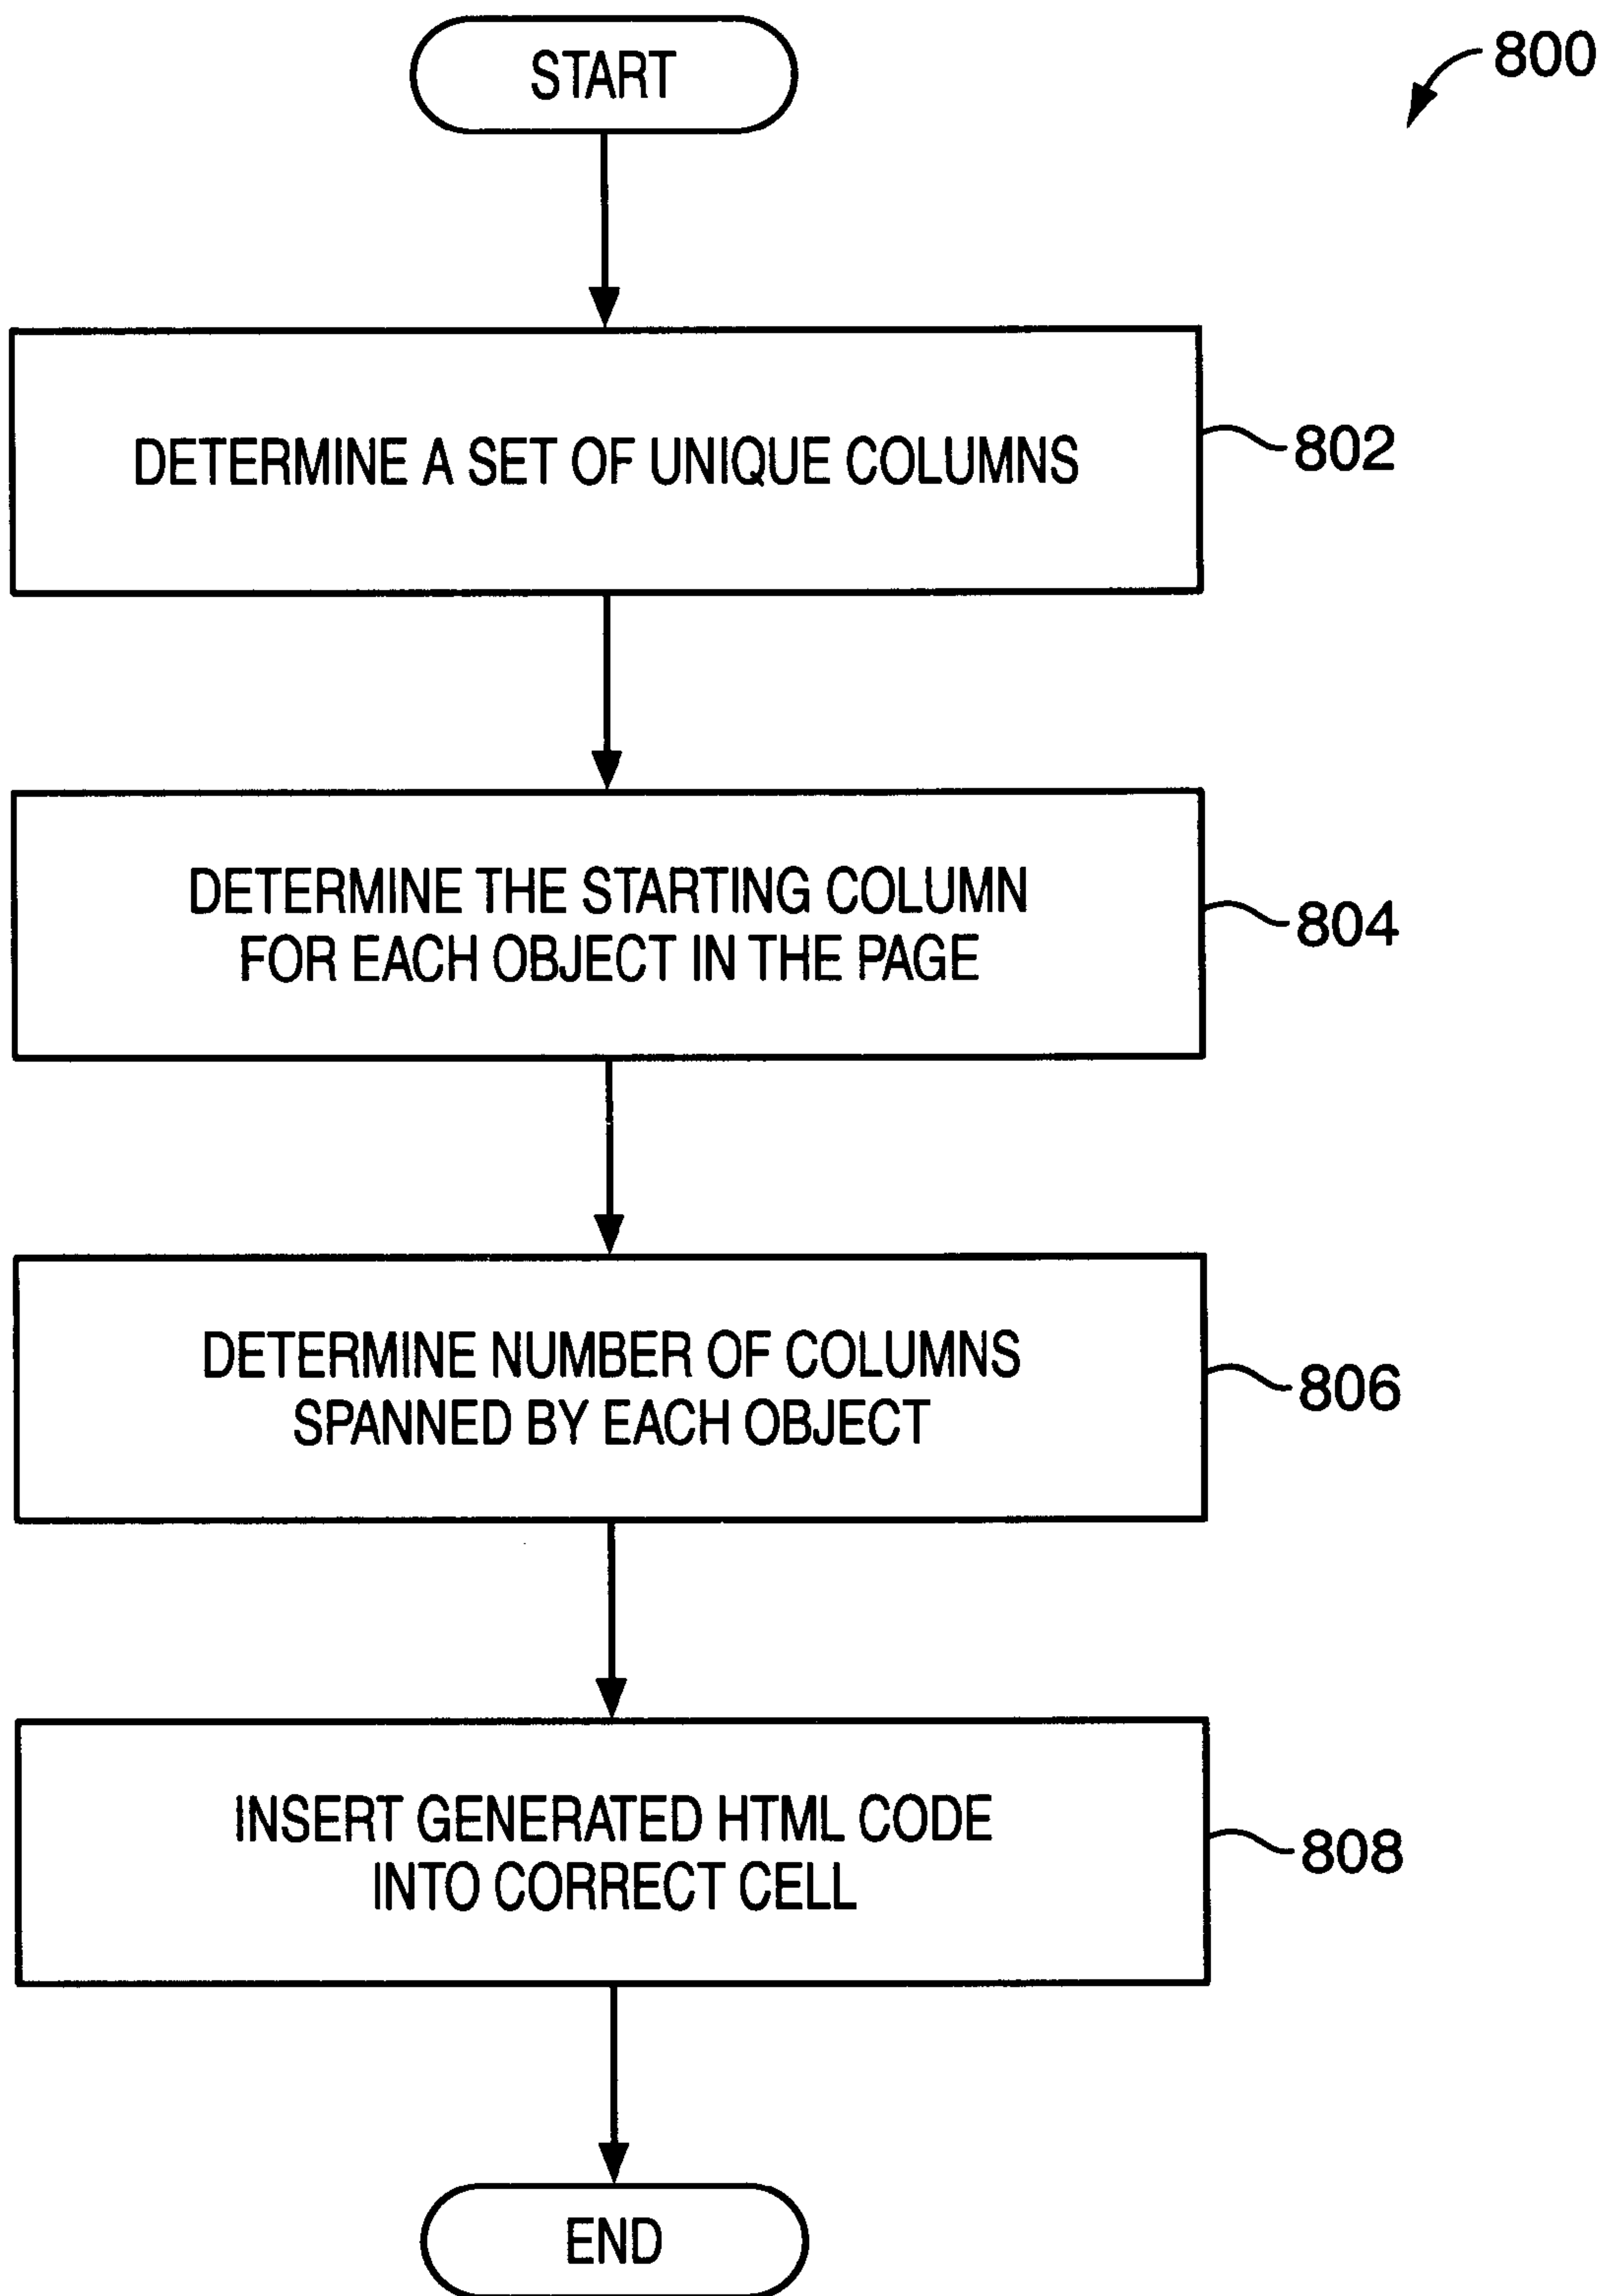 START
800
DETERMINE A SET OF UNIQUE COLUMNS
802
DETERMINE THE STARTING COLUMN
FOR EACH OBJECT IN THE PAGE
804
DETERMINE NUMBER OF COLUMNS
SPANNED BY EACH OBJECT
806
INSERT GENERATED HTML CODE
INTO CORRECT CELL
808
END